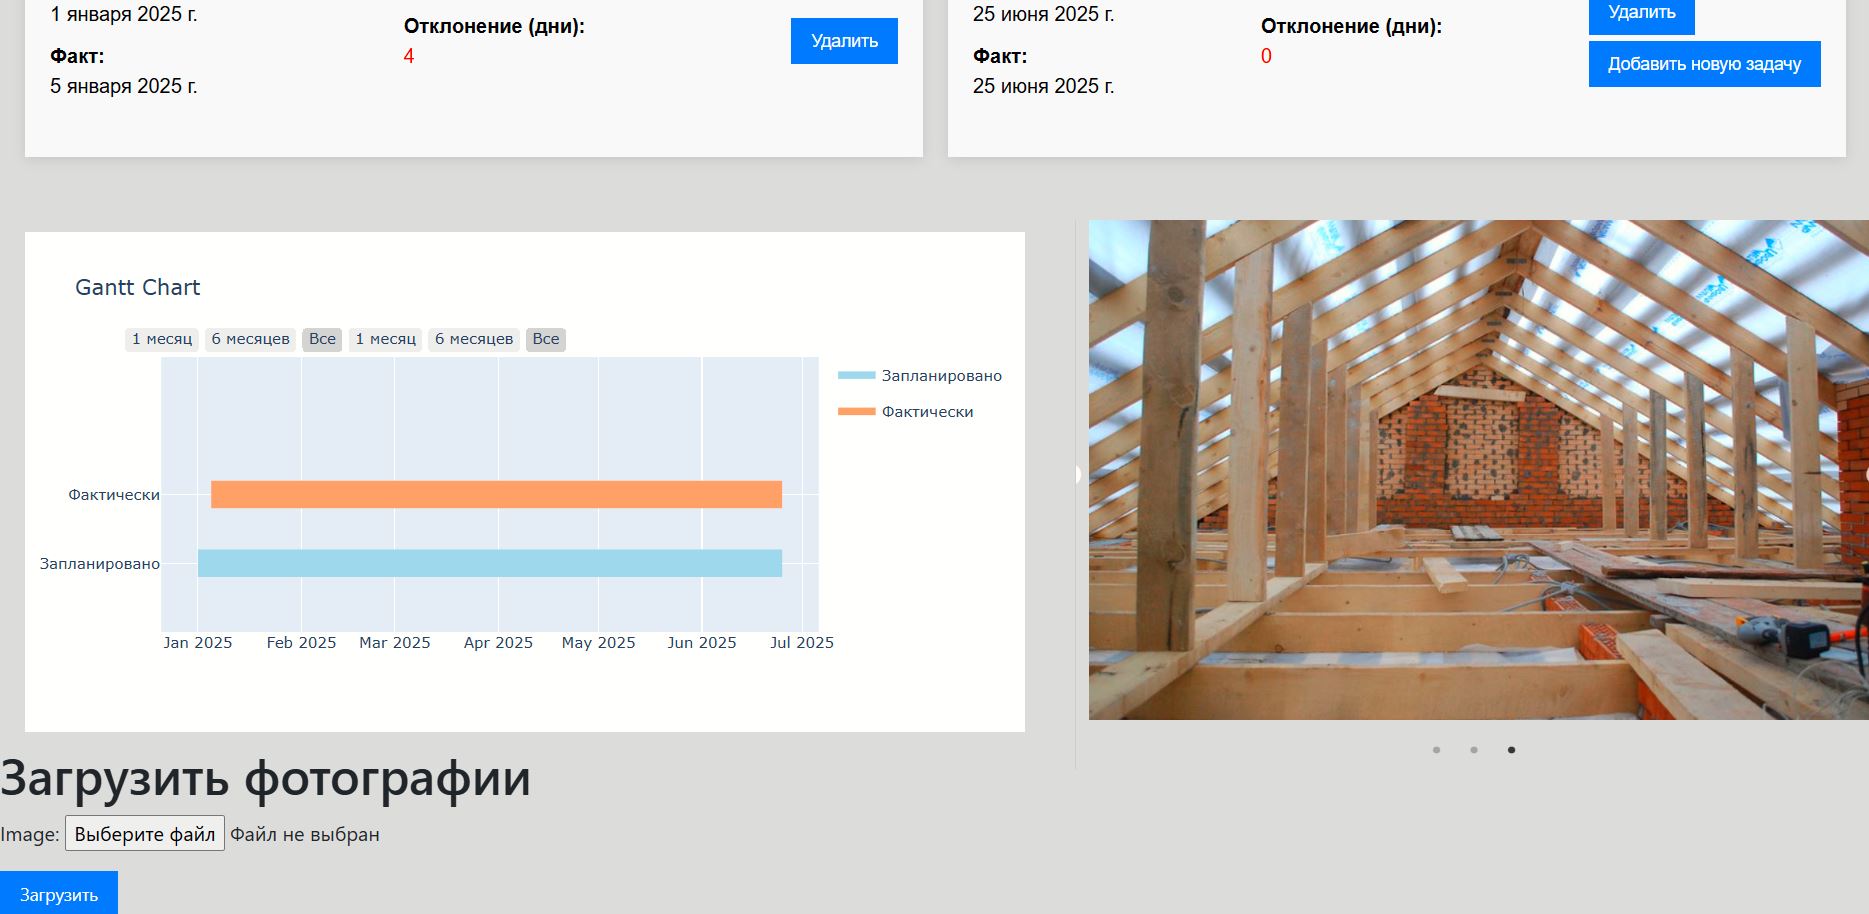 1 января 2025 г.
Отклонение (дни):
Факт:
4
5 января 2025 г.
Удалить
25 июня 2025 г.
Отклонение (дни):
Факт:
0
25 июня 2025 г.
Удалить
Добавить новую задачу
Gantt Chart
1 месяц 6 месяцев Все 1 месяц 6 месяцев Все
Запланировано
Фактически
Фактически
Запланировано
Jan 2025 Feb 2025 Mar 2025 Apr 2025 May 2025 Jun 2025 Jul 2025
Загрузить фотографии
Image: Выберите файл Файл не выбран
Загрузить